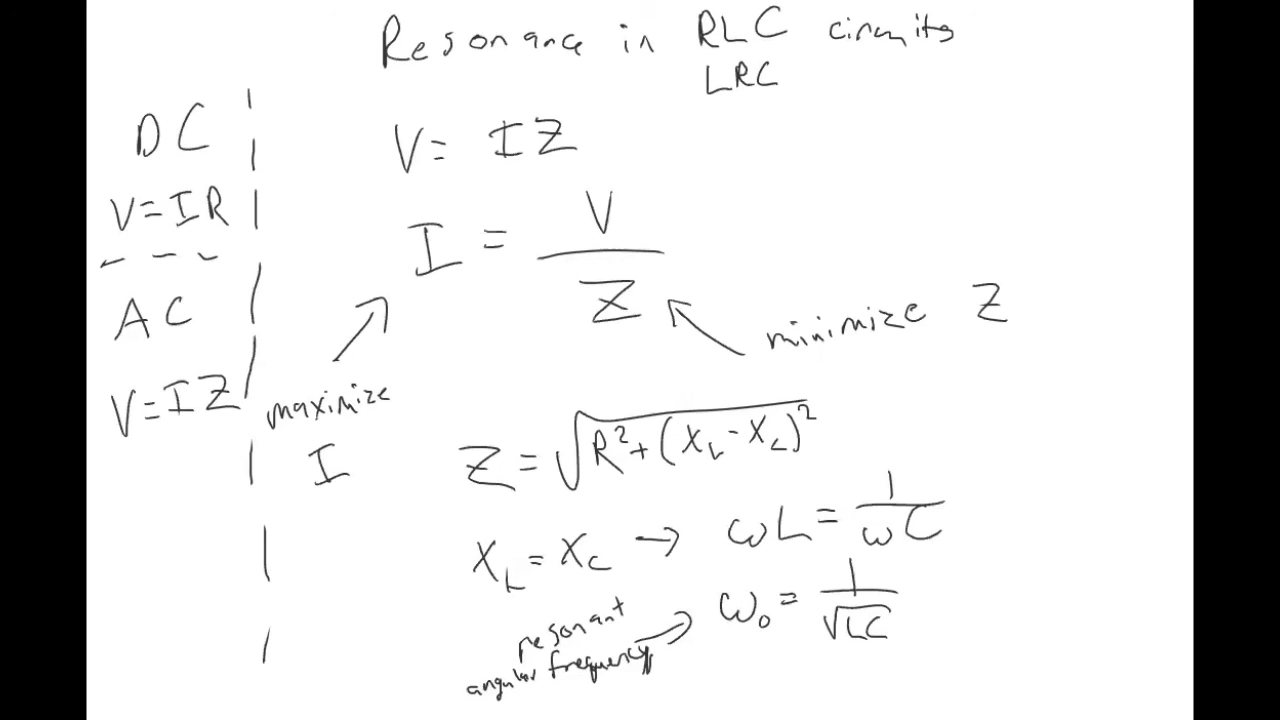 Resonance in RLC circuits
LRC
DC
V=IR
AC
V=IZ
V= IZ
I = V/Z
maximize
I
minimize Z
Z = √(R²+(X_L-X_C)²)
X_L = X_C → ωL = 1/ωC
resonant
angular frequency
ω₀ = 1/√LC